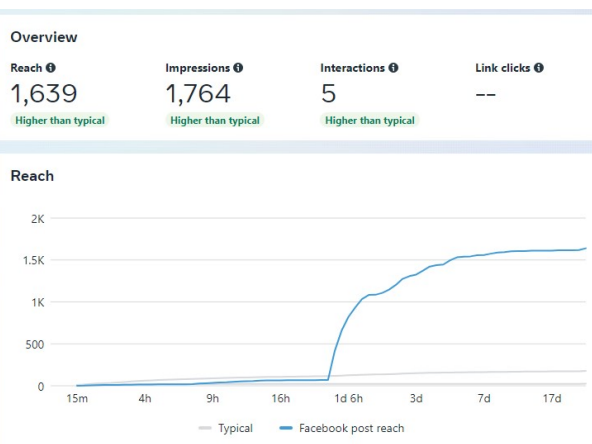 Overview
Reach Impressions Interactions Link clicks
1,639 1,764 5 --
Higher than typical Higher than typical Higher than typical
Reach
2K
1.5K
1K
500
0
15m 4h 9h 16h 1d 6h 3d 7d 17d
Typical Facebook post reach